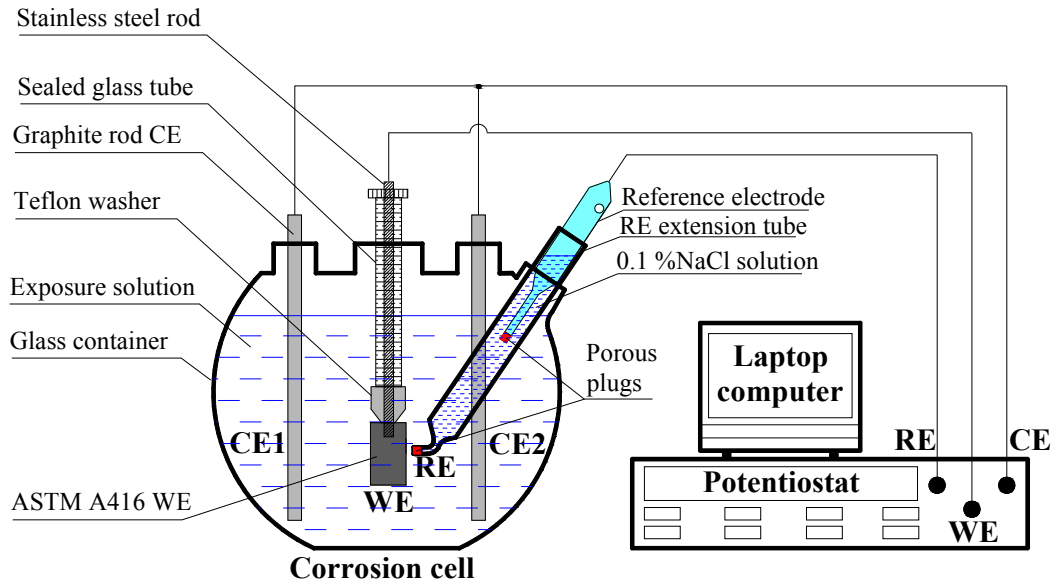 Stainless steel rod
Sealed glass tube
Graphite rod CE
Teflon washer
Exposure solution
Glass container
ASTM A416 WE
Reference electrode
RE extension tube
0.1 %NaCl solution
Porous
plugs
CE1
RE
CE2
WE
Corrosion cell
Laptop
computer
RE
CE
Potentiostat
WE